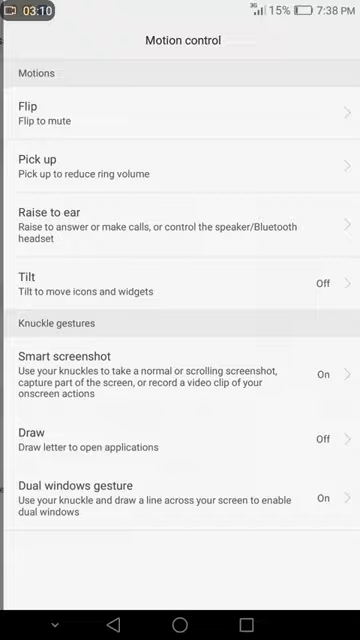 03:10
3G 15% 7:38 PM
Motion control
Motions
Flip
Flip to mute
Pick up
Pick up to reduce ring volume
Raise to ear
Raise to answer or make calls, or control the speaker/Bluetooth
headset
Tilt
Tilt to move icons and widgets
Off
Knuckle gestures
Smart screenshot
Use your knuckles to take a normal or scrolling screenshot,
capture part of the screen, or record a video clip of your
onscreen actions
On
Draw
Draw letter to open applications
Off
Dual windows gesture
Use your knuckle and draw a line across your screen to enable
dual windows
On